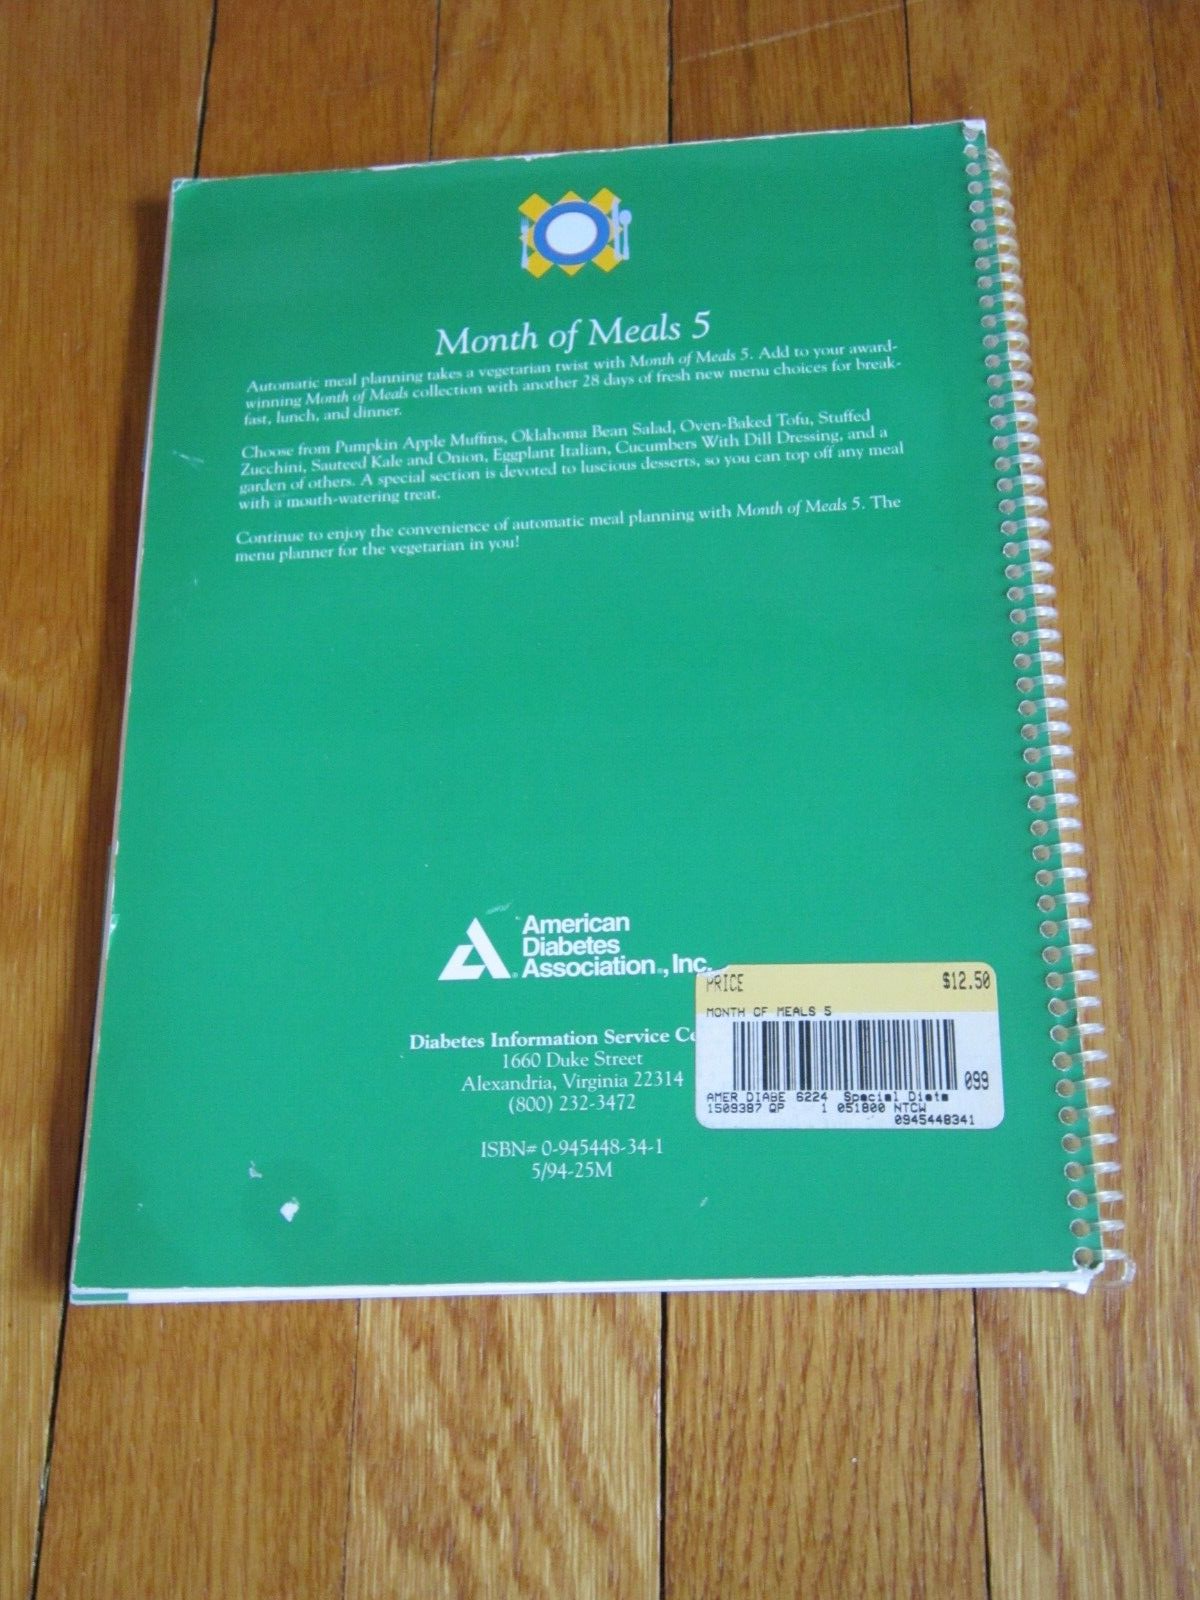 Month of Meals 5
Automatic meal planning takes a vegetarian twist with Month of Meals 5. Add to your award-
winning Month of Meals collection with another 28 days of fresh new menu choices for break-
fast, lunch, and dinner.
Choose from Pumpkin Apple Muffins, Oklahoma Bean Salad, Oven-Baked Tofu, Stuffed
Zucchini, Sauteed Kale and Onion, Eggplant Italian, Cucumbers With Dill Dressing, and a
garden of others. A special section is devoted to luscious desserts, so you can top off any meal
with a mouth-watering treat.
Continue to enjoy the convenience of automatic meal planning with Month of Meals 5. The
menu planner for the vegetarian in you!
American
Diabetes
Association®, Inc.
Diabetes Information Service Ce
1660 Duke Street
Alexandria, Virginia 22314
(800) 232-3472
ISBN# 0-945448-34-1
5/94-25M
PRICE $12.50
MONTH OF MEALS 5
099
AMER DIABE 6224 Special Diets
1509387 QP 1 051800 NTCW
0945448341